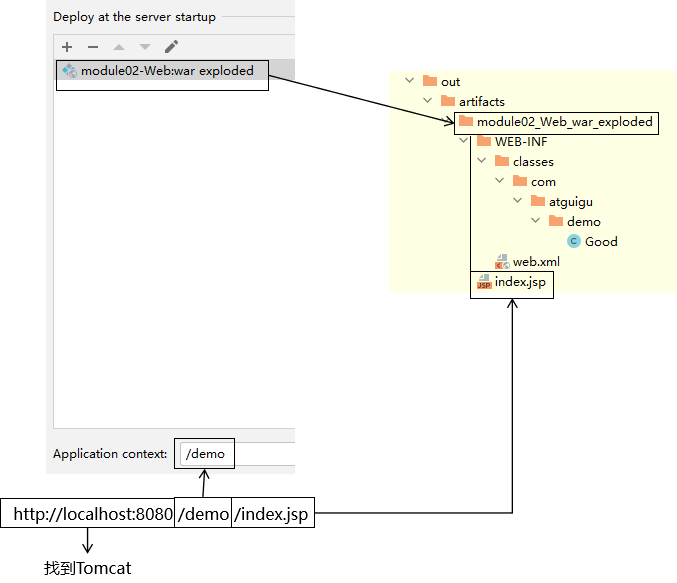 Deploy at the server startup
module02-Web:war exploded
out
artifacts
module02_Web_war_exploded
WEB-INF
classes
com
atguigu
demo
C Good
web.xml
JSP index.jsp
Application context: /demo
http://localhost:8080 /demo /index.jsp
找到Tomcat